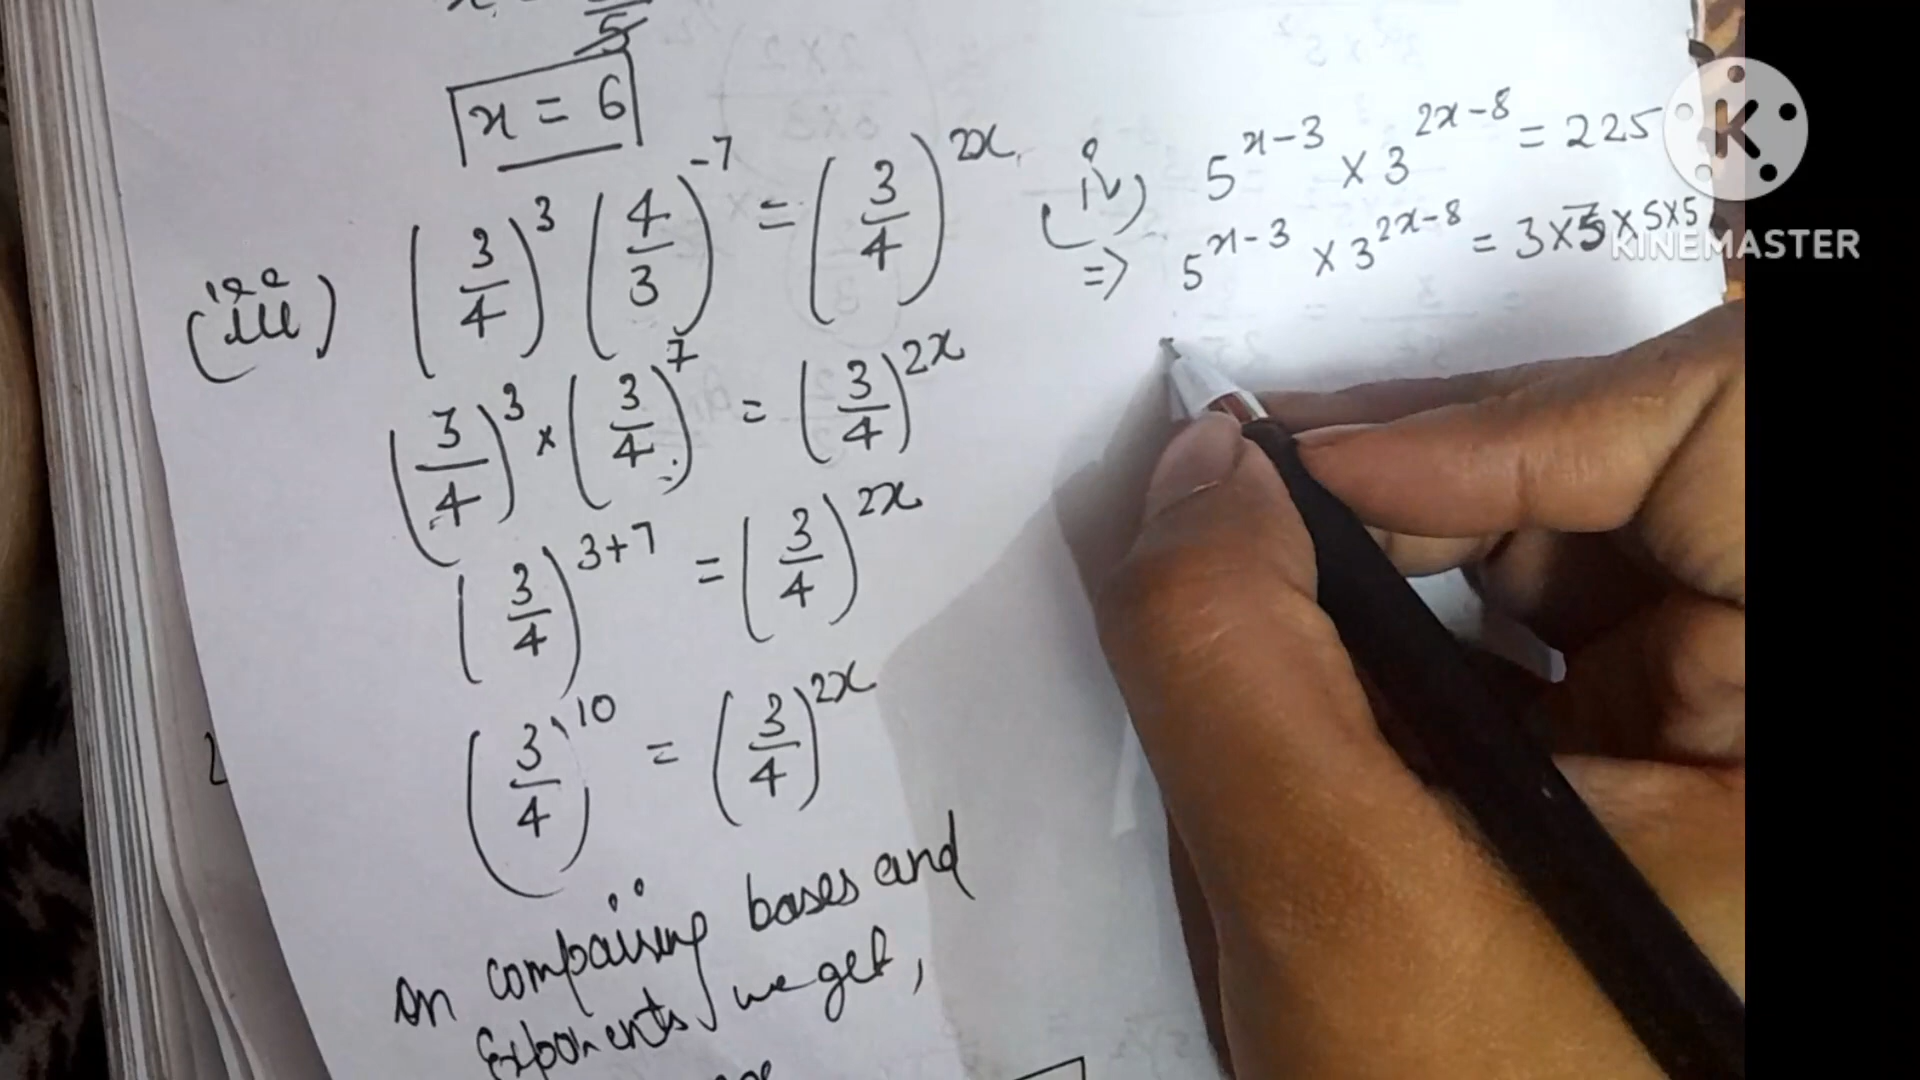 x = 6
(iii) (3/4)^3 (4/3)^-7 = (3/4)^2x
(3/4)^3 × (3/4)^7 = (3/4)^2x
(3/4)^3+7 = (3/4)^2x
(3/4)^10 = (3/4)^2x
On compairing bases and
exponents we get,
(iv) 5^x-3 × 3^2x-8 = 225
=> 5^x-3 × 3^2x-8 = 3×3×5×5
K
KINEMASTER